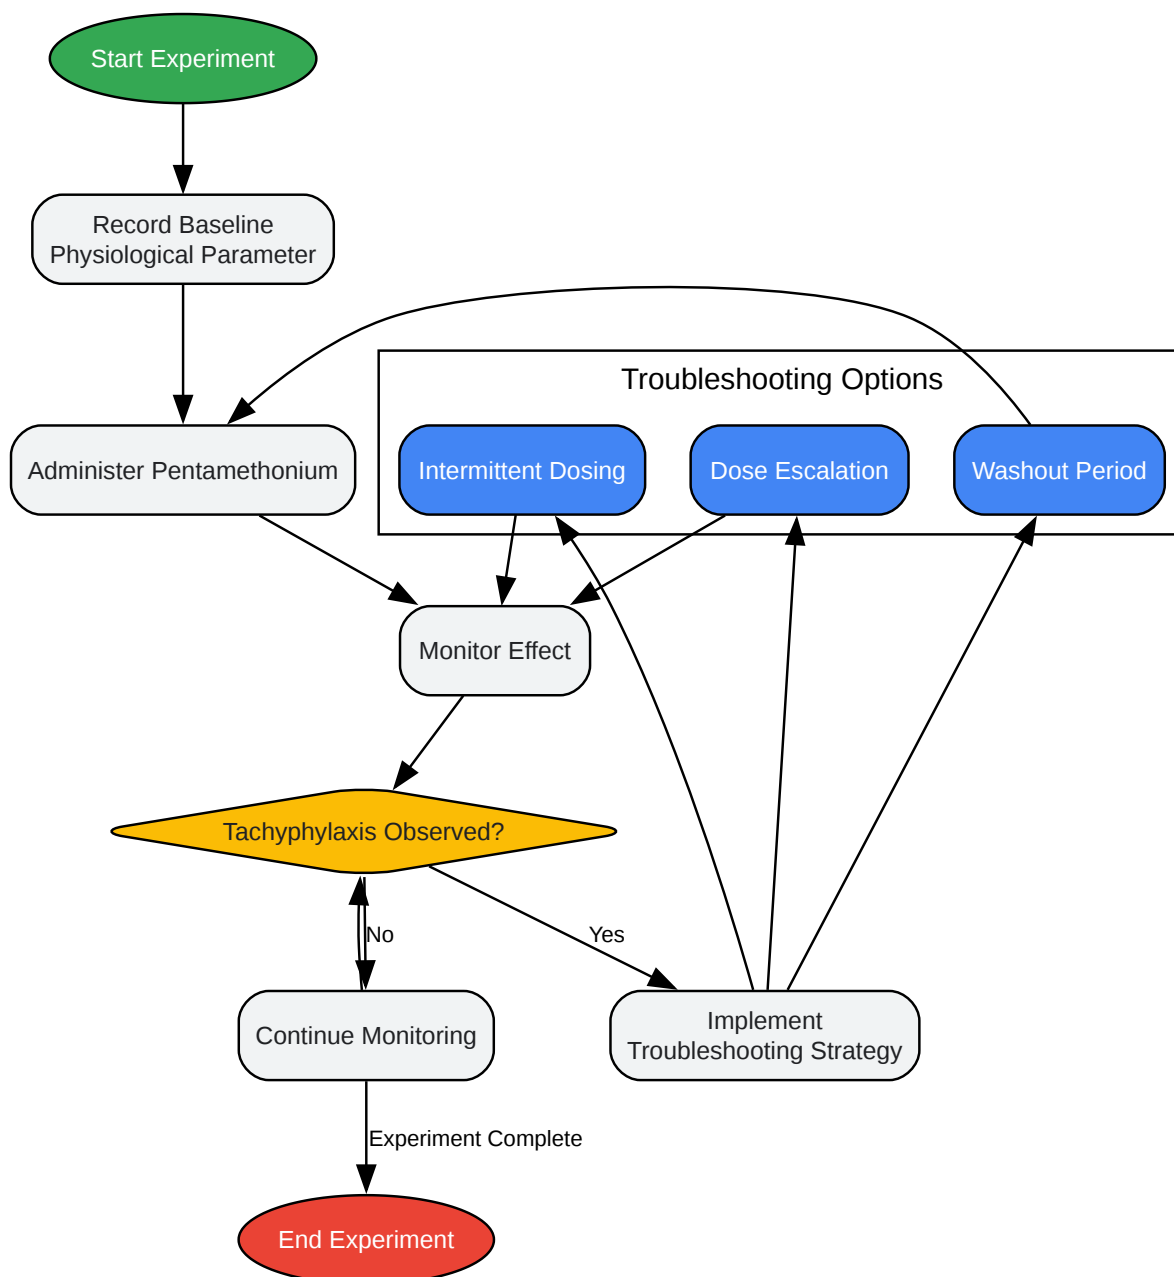 Start Experiment
Record Baseline
Physiological Parameter
Troubleshooting Options
Administer Pentamethonium
Intermittent Dosing
Dose Escalation
Washout Period
Monitor Effect
Tachyphylaxis Observed?
No
Yes
Continue Monitoring
Implement
Troubleshooting Strategy
Experiment Complete
End Experiment